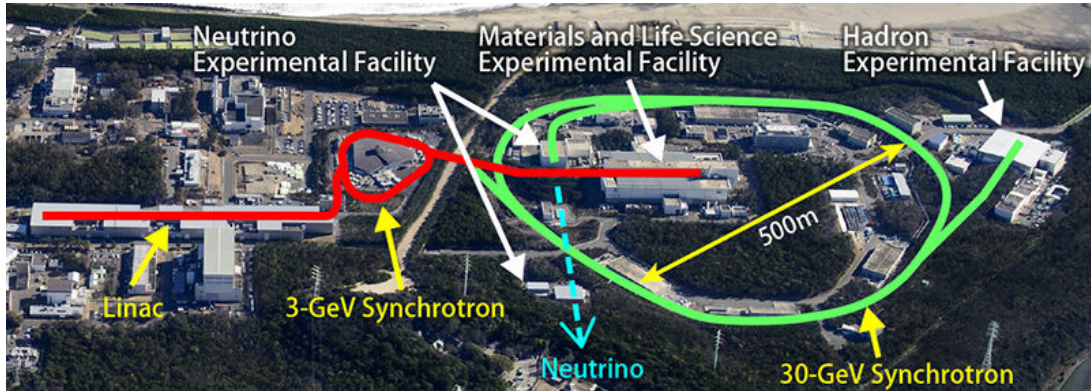 Neutrino
Experimental Facility
Materials and Life Science
Experimental Facility
Hadron
Experimental Facility
500m
Linac
3-GeV Synchrotron
Neutrino
30-GeV Synchrotron